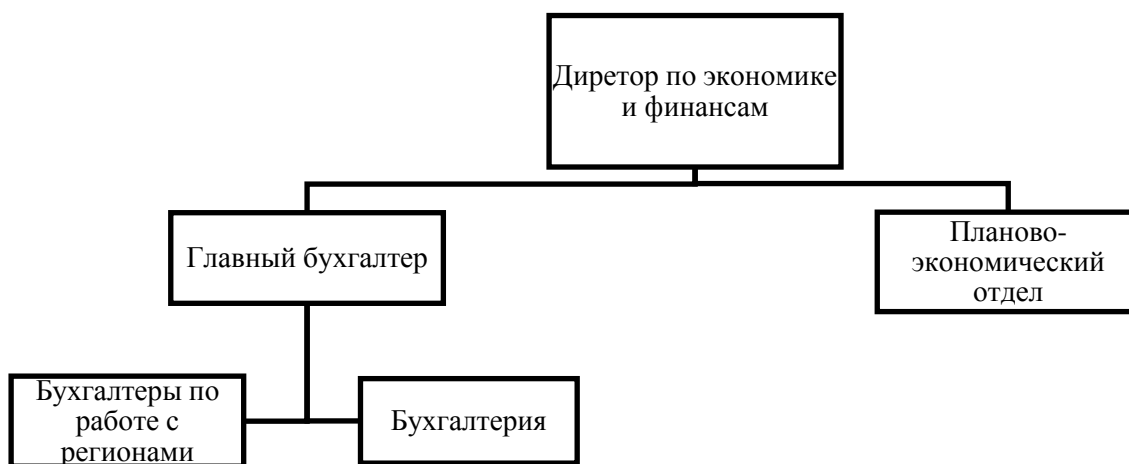 Диретор по экономике
и финансам
Главный бухгалтер
Планово-
экономический
отдел
Бухгалтеры по
работе с
регионами
Бухгалтерия